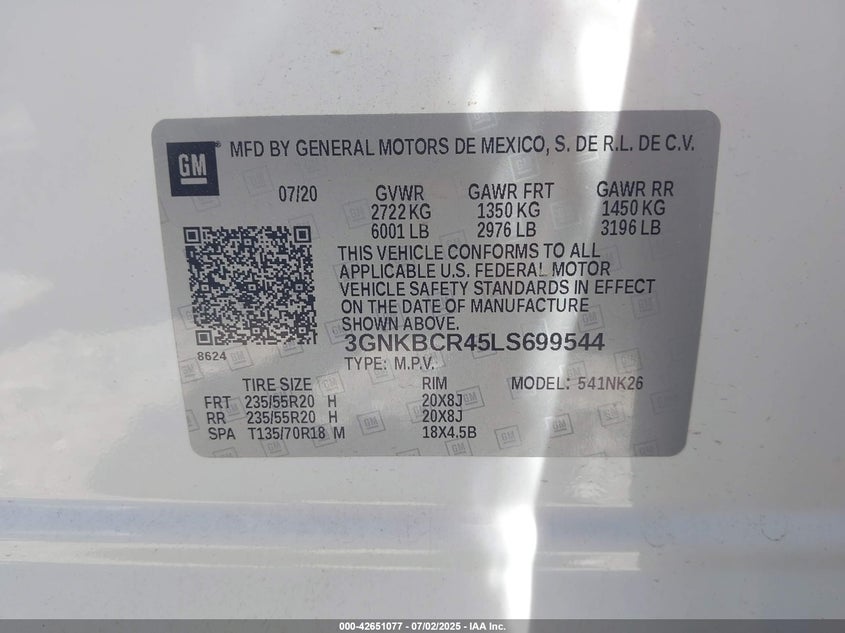 GM
MFD BY GENERAL MOTORS DE MEXICO, S. DE R.L. DE C.V.
07/20 GVWR GAWR FRT GAWR RR
2722 KG 1350 KG 1450 KG
6001 LB 2976 LB 3196 LB
THIS VEHICLE CONFORMS TO ALL
APPLICABLE U.S. FEDERAL MOTOR
VEHICLE SAFETY STANDARDS IN EFFECT
ON THE DATE OF MANUFACTURE
SHOWN ABOVE.
8624
3GNKBCR45LS699544
TYPE: M.P.V.
TIRE SIZE RIM MODEL: 541NK26
FRT 235/55R20 H 20X8J
RR 235/55R20 H 20X8J
SPA T135/70R18 M 18X4.5B
000-42651077 - 07/02/2025 - IAA Inc.